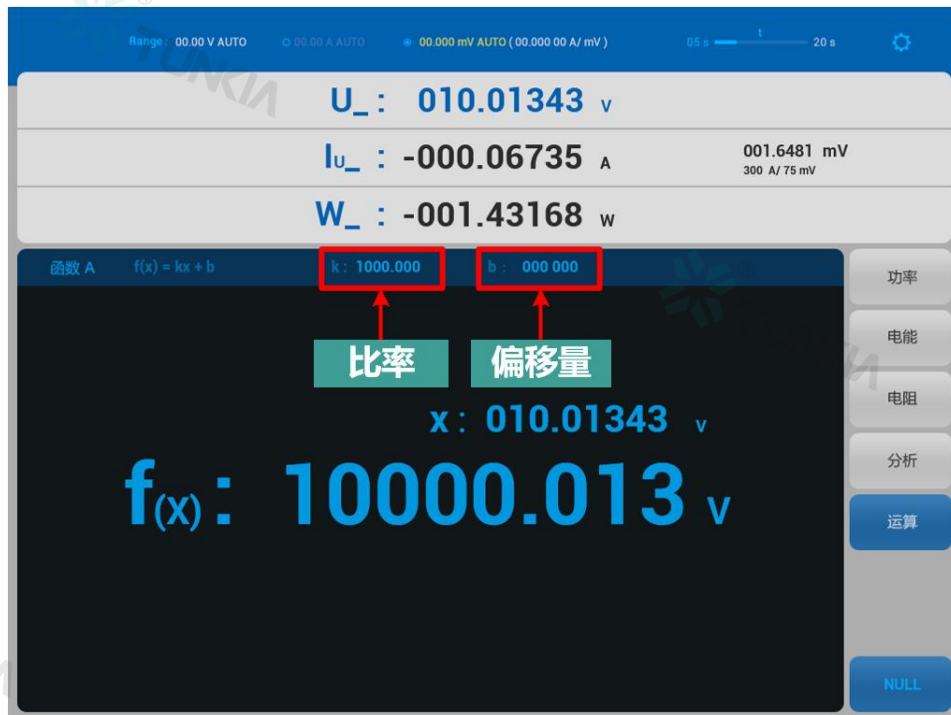 Range: 00.00 V AUTO 00.00 A AUTO 00.000 mV AUTO ( 00.000 00 A/ mV ) 05 s t 20 s
U_ : 010.01343 V
IU_ : -000.06735 A 001.6481 mV
300 A/ 75 mV
W_ : -001.43168 W
函数 A f(x) = kx + b k : 1000.000 b : 000 000
比率 偏移量
x : 010.01343 V
f(X) : 10000.013 V
功率
电能
电阻
分析
运算
NULL
TUNKIA
TUNKIA